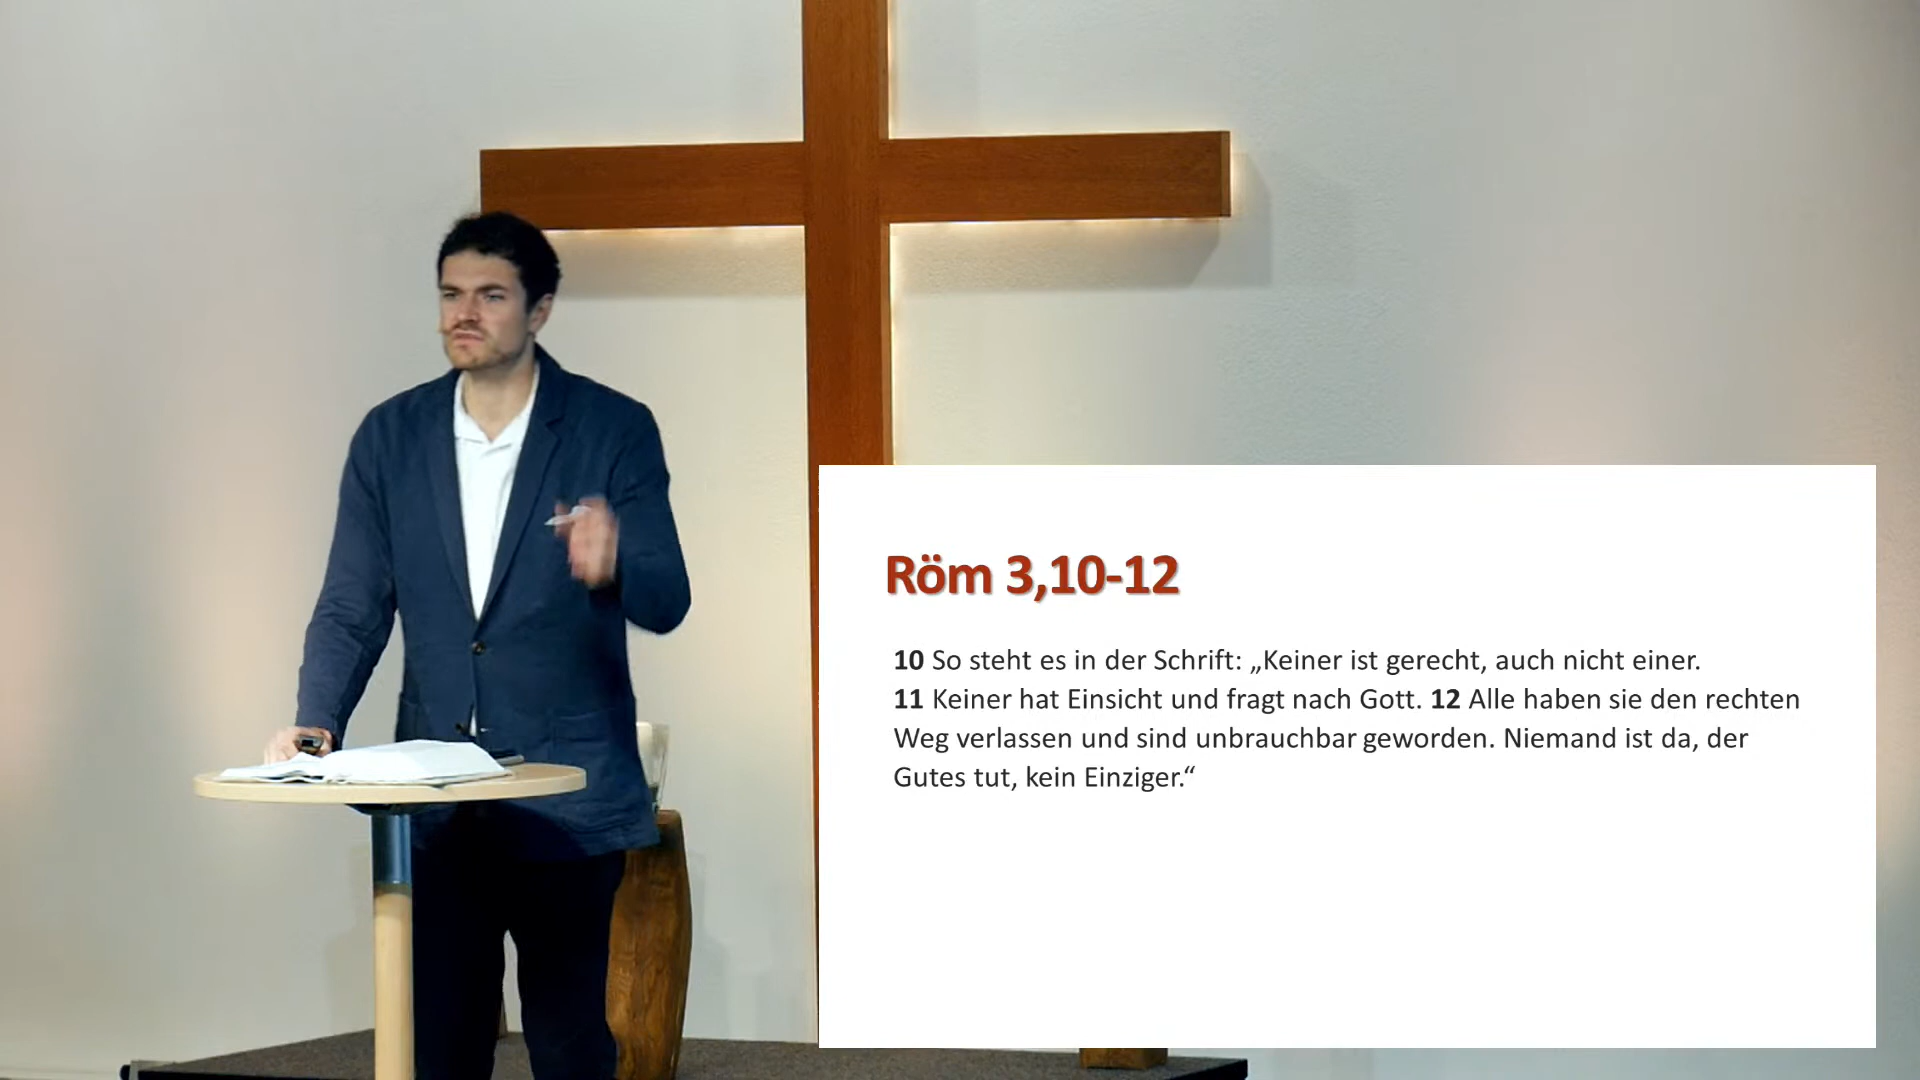 Röm 3,10-12
10 So steht es in der Schrift: „Keiner ist gerecht, auch nicht einer.
11 Keiner hat Einsicht und fragt nach Gott. 12 Alle haben sie den rechten
Weg verlassen und sind unbrauchbar geworden. Niemand ist da, der
Gutes tut, kein Einziger.“